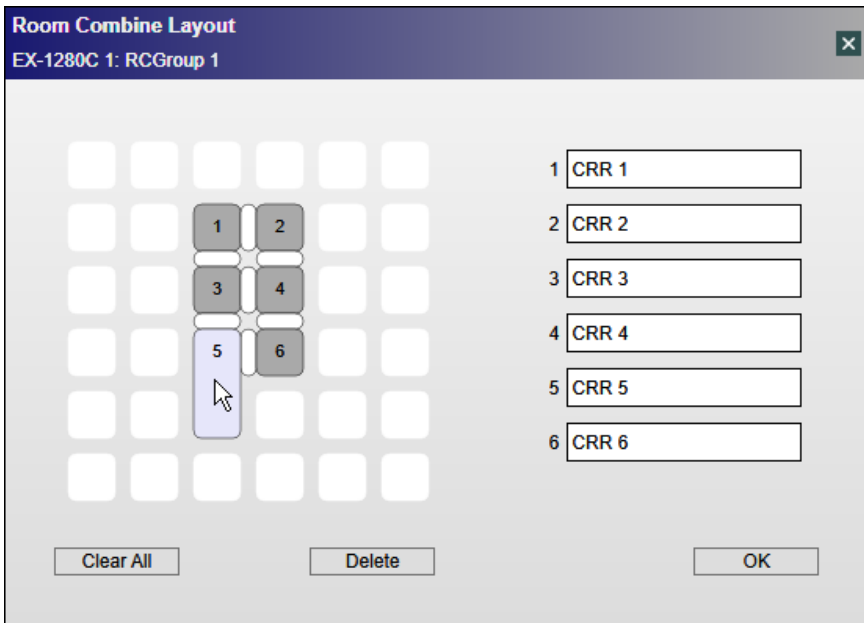 Room Combine Layout
EX-1280C 1: RCGroup 1
1 2
3 4
5 6
1 CRR 1
2 CRR 2
3 CRR 3
4 CRR 4
5 CRR 5
6 CRR 6
Clear All Delete OK